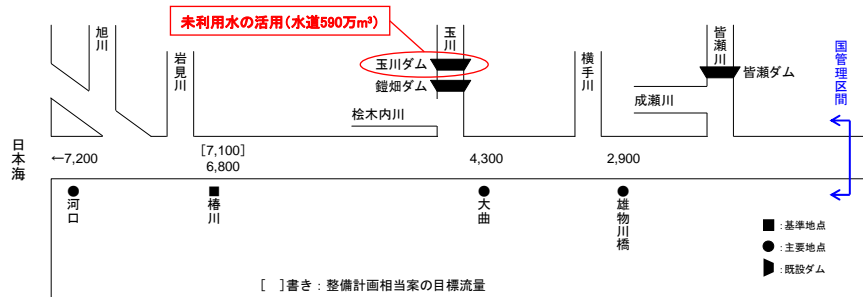 未利用水の活用(水道590万m³)
旭川
岩見川
玉川
玉川ダム
鎧畑ダム
桧木内川
横手川
皆瀬川
皆瀬ダム
成瀬川
国管理区間
日本海
←7,200
[7,100]
6,800
4,300
2,900
河口
椿川
大曲
雄物川橋
■:基準地点
●:主要地点
:既設ダム
[ ]書き:整備計画相当案の目標流量